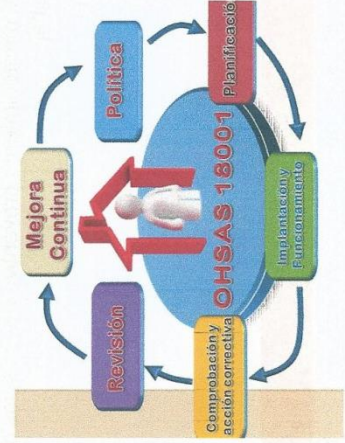 Mejora
Continua
Política
Planificació
Implantación y
Funcionamiento
Comprobación y
acción correctiva
Revisión
OHSAS 18001